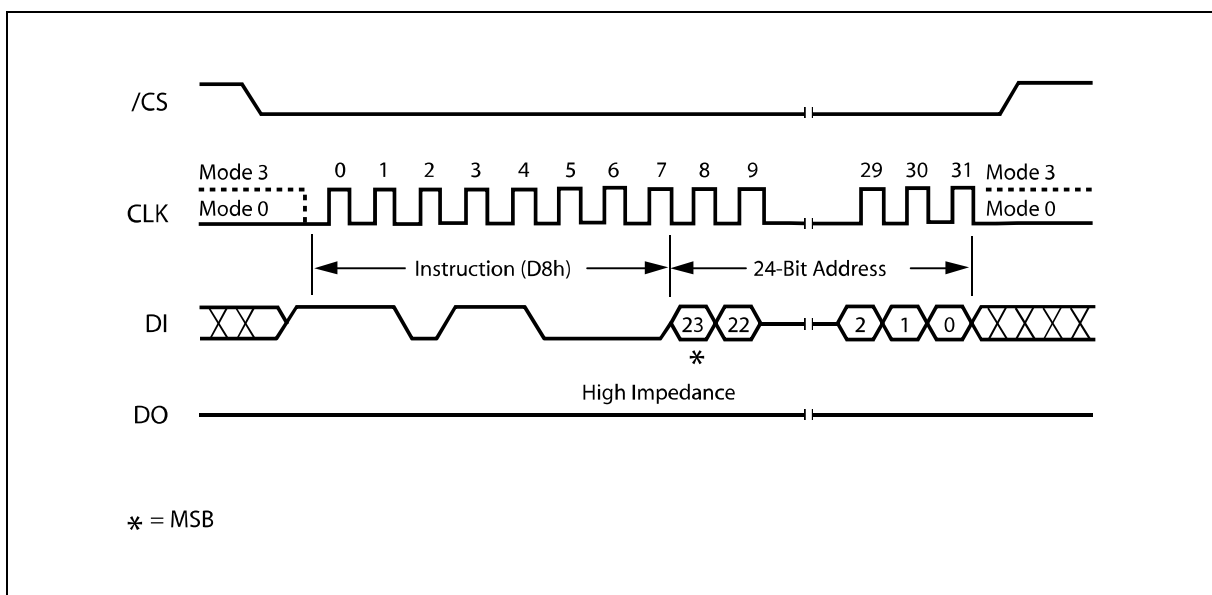 /CS
0 1 2 3 4 5 6 7 8 9 29 30 31
Mode 3 Mode 3
CLK Mode 0 Mode 0
Instruction (D8h) 24-Bit Address
DI 23 22 2 1 0
*
High Impedance
DO
* = MSB